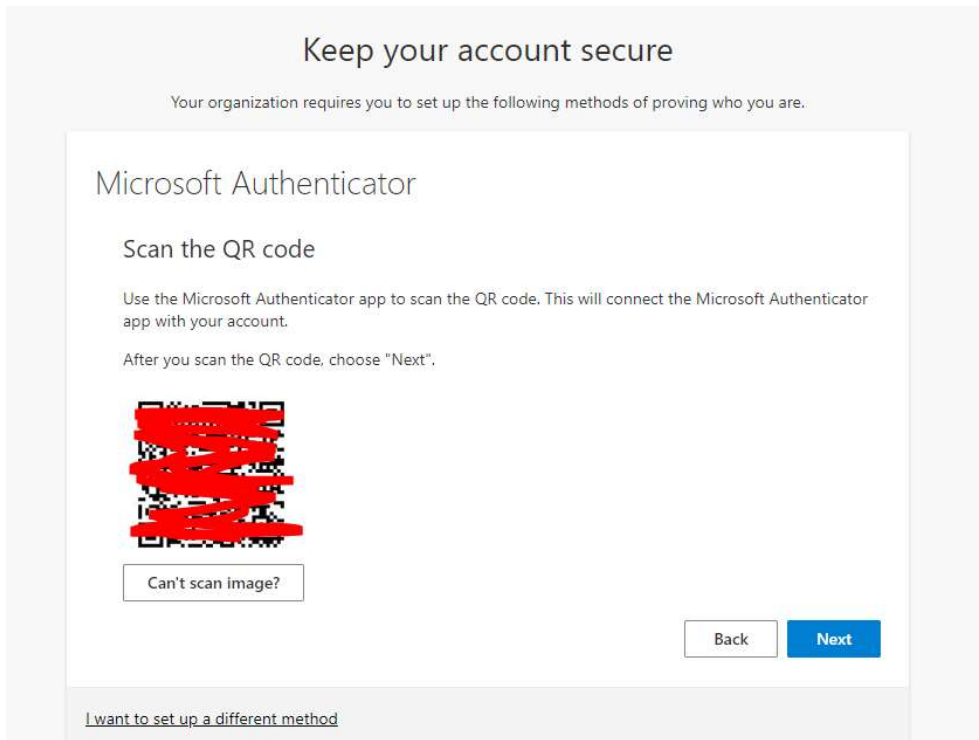 Keep your account secure
Your organization requires you to set up the following methods of proving who you are.
Microsoft Authenticator
Scan the QR code
Use the Microsoft Authenticator app to scan the QR code. This will connect the Microsoft Authenticator
app with your account.
After you scan the QR code, choose "Next".
Can't scan image?
Back
Next
I want to set up a different method